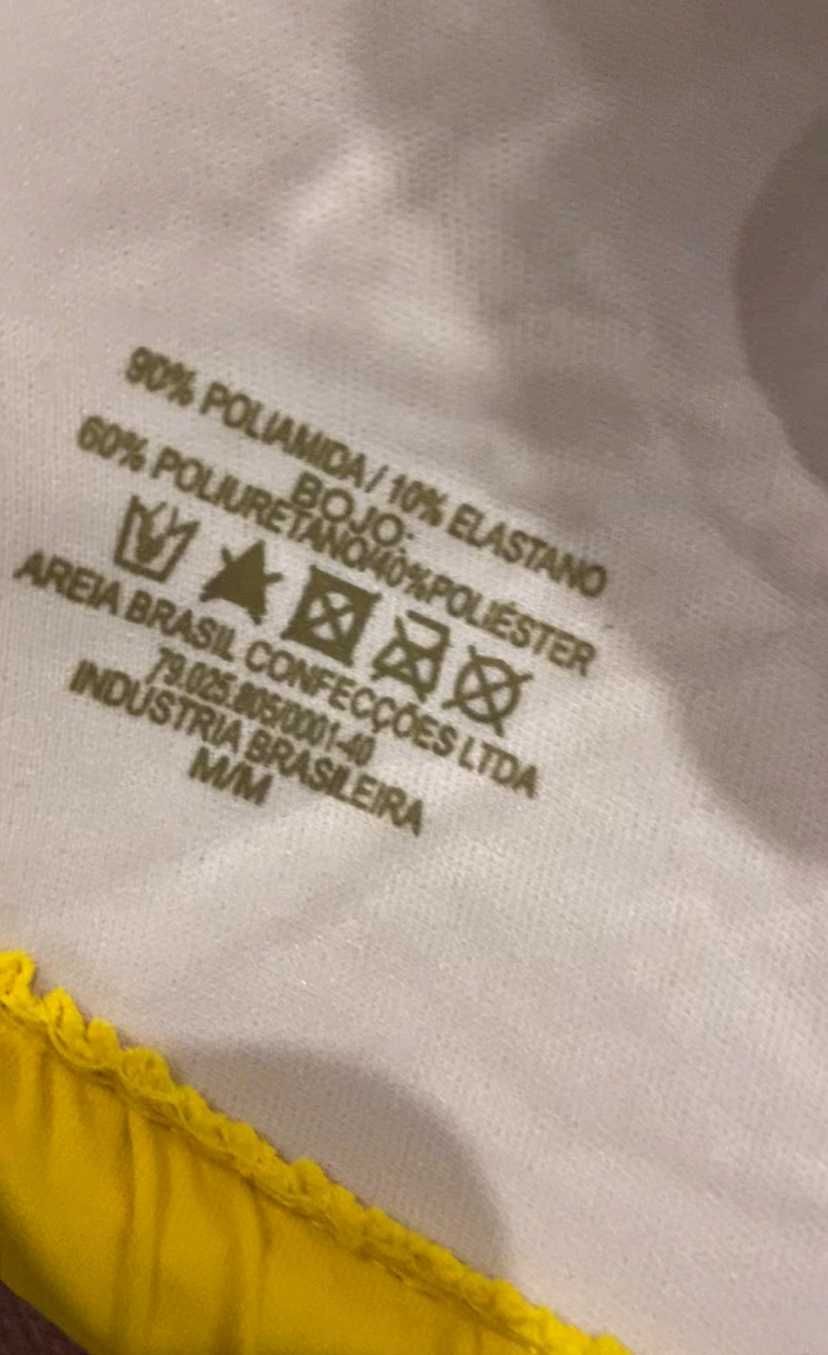 90% POLIAMIDA / 10% ELASTANO
BOJO:
60% POLIURETANO/40%POLIÉSTER
AREIA BRASIL CONFECÇÕES LTDA
79.025.805/0001-40
INDÚSTRIA BRASILEIRA
M/M